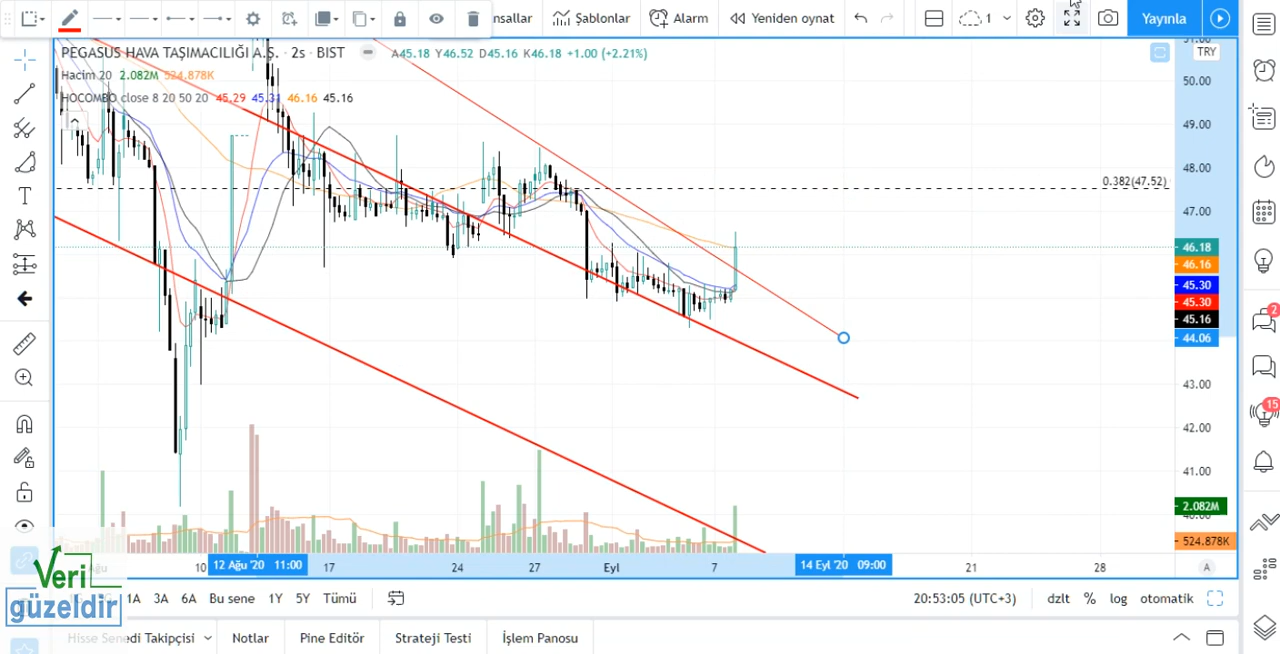 nsallar
Şablonlar
Alarm
Yeniden oynat
1
Yayınla
PEGASUS HAVA TAŞIMACILIĞI A.Ş. · 2s · BIST
A45.18 Y46.52 D45.16 K46.18 +1.00 (+2.21%)
TRY
Hacim 20 2.082M 524.878K
HOCOMBO close 8 20 50 20 45.29 45.31 46.16 45.16
50.00
49.00
48.00
0.382(47.52)
47.00
46.18
46.16
45.30
45.30
45.16
44.06
43.00
42.00
41.00
2.082M
524.878K
2
15
10
12 Ağu '20 11:00
17
24
27
Eyl
7
14 Eyl '20 09:00
21
28
A
Veri
güzeldir
1A 3A 6A Bu sene 1Y 5Y Tümü
20:53:05 (UTC+3)
dzlt % log otomatik
Hisse Senedi Takipçisi
Notlar
Pine Editör
Strateji Testi
İşlem Panosu